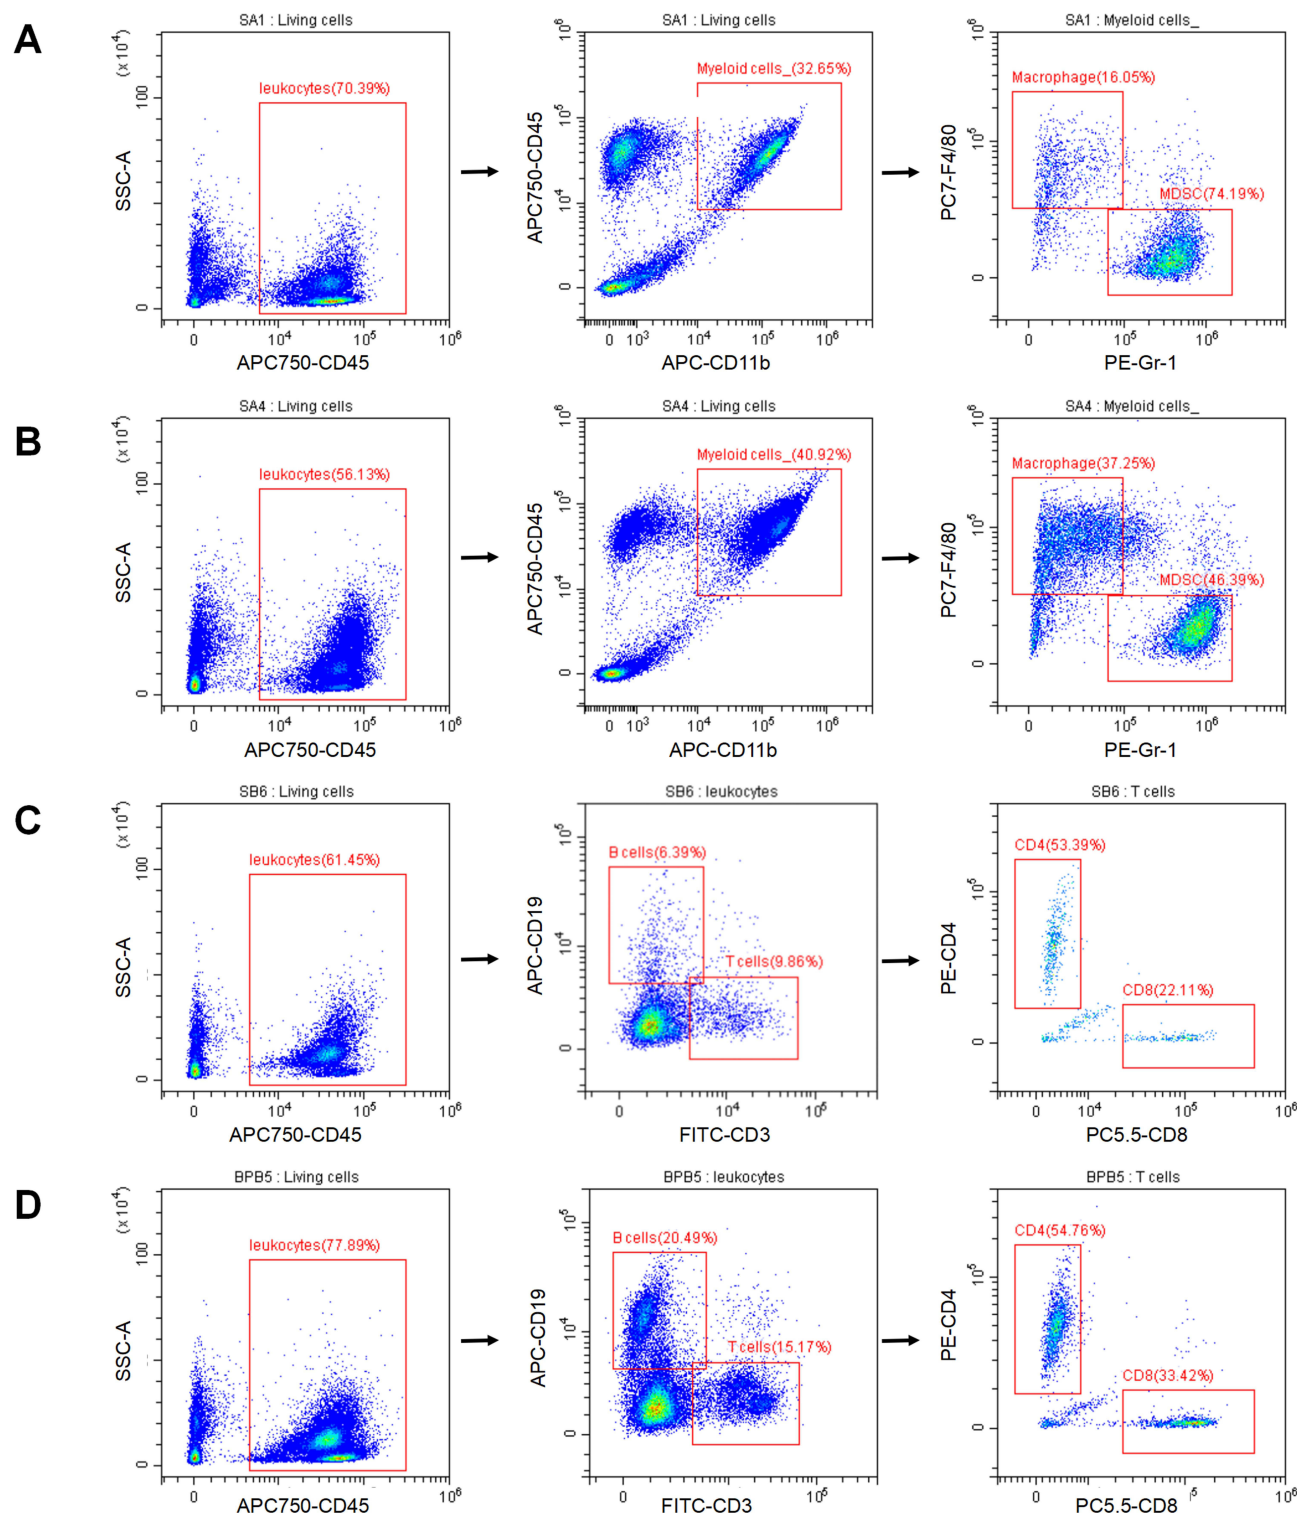 A
SA1 : Living cells
SA1 : Living cells
SA1 : Myeloid cells_
(x 10⁴)
100
0
SSC-A
leukocytes(70.39%)
0 10⁴ 10⁵ 10⁶
APC750-CD45
10⁶
10⁵
10⁴
0
APC750-CD45
Myeloid cells_(32.65%)
0 10³ 10⁴ 10⁵ 10⁶
APC-CD11b
10⁶
10⁵
0
PC7-F4/80
Macrophage(16.05%)
MDSC(74.19%)
0 10⁵ 10⁶
PE-Gr-1
B
SA4 : Living cells
SA4 : Living cells
SA4 : Myeloid cells_
(x 10⁴)
100
0
SSC-A
leukocytes(56.13%)
0 10⁴ 10⁵ 10⁶
APC750-CD45
10⁶
10⁵
10⁴
0
APC750-CD45
Myeloid cells_(40.92%)
0 10³ 10⁴ 10⁵ 10⁶
APC-CD11b
10⁶
10⁵
0
PC7-F4/80
Macrophage(37.25%)
MDSC(46.39%)
0 10⁵ 10⁶
PE-Gr-1
C
SB6 : Living cells
SB6 : leukocytes
SB6 : T cells
(x 10⁴)
100
0
SSC-A
leukocytes(61.45%)
0 10⁴ 10⁵ 10⁶
APC750-CD45
10⁵
10⁴
0
APC-CD19
B cells(6.39%)
T cells(9.86%)
0 10⁴ 10⁵
FITC-CD3
10⁵
0
PE-CD4
CD4(53.39%)
CD8(22.11%)
0 10⁴ 10⁵ 10⁶
PC5.5-CD8
D
BPB5 : Living cells
BPB5 : leukocytes
BPB5 : T cells
(x 10⁴)
100
0
SSC-A
leukocytes(77.89%)
0 10⁴ 10⁵ 10⁶
APC750-CD45
10⁵
10⁴
0
APC-CD19
B cells(20.49%)
T cells(15.17%)
0 10⁵
FITC-CD3
10⁵
0
PE-CD4
CD4(54.76%)
CD8(33.42%)
0 10⁶
PC5.5-CD8